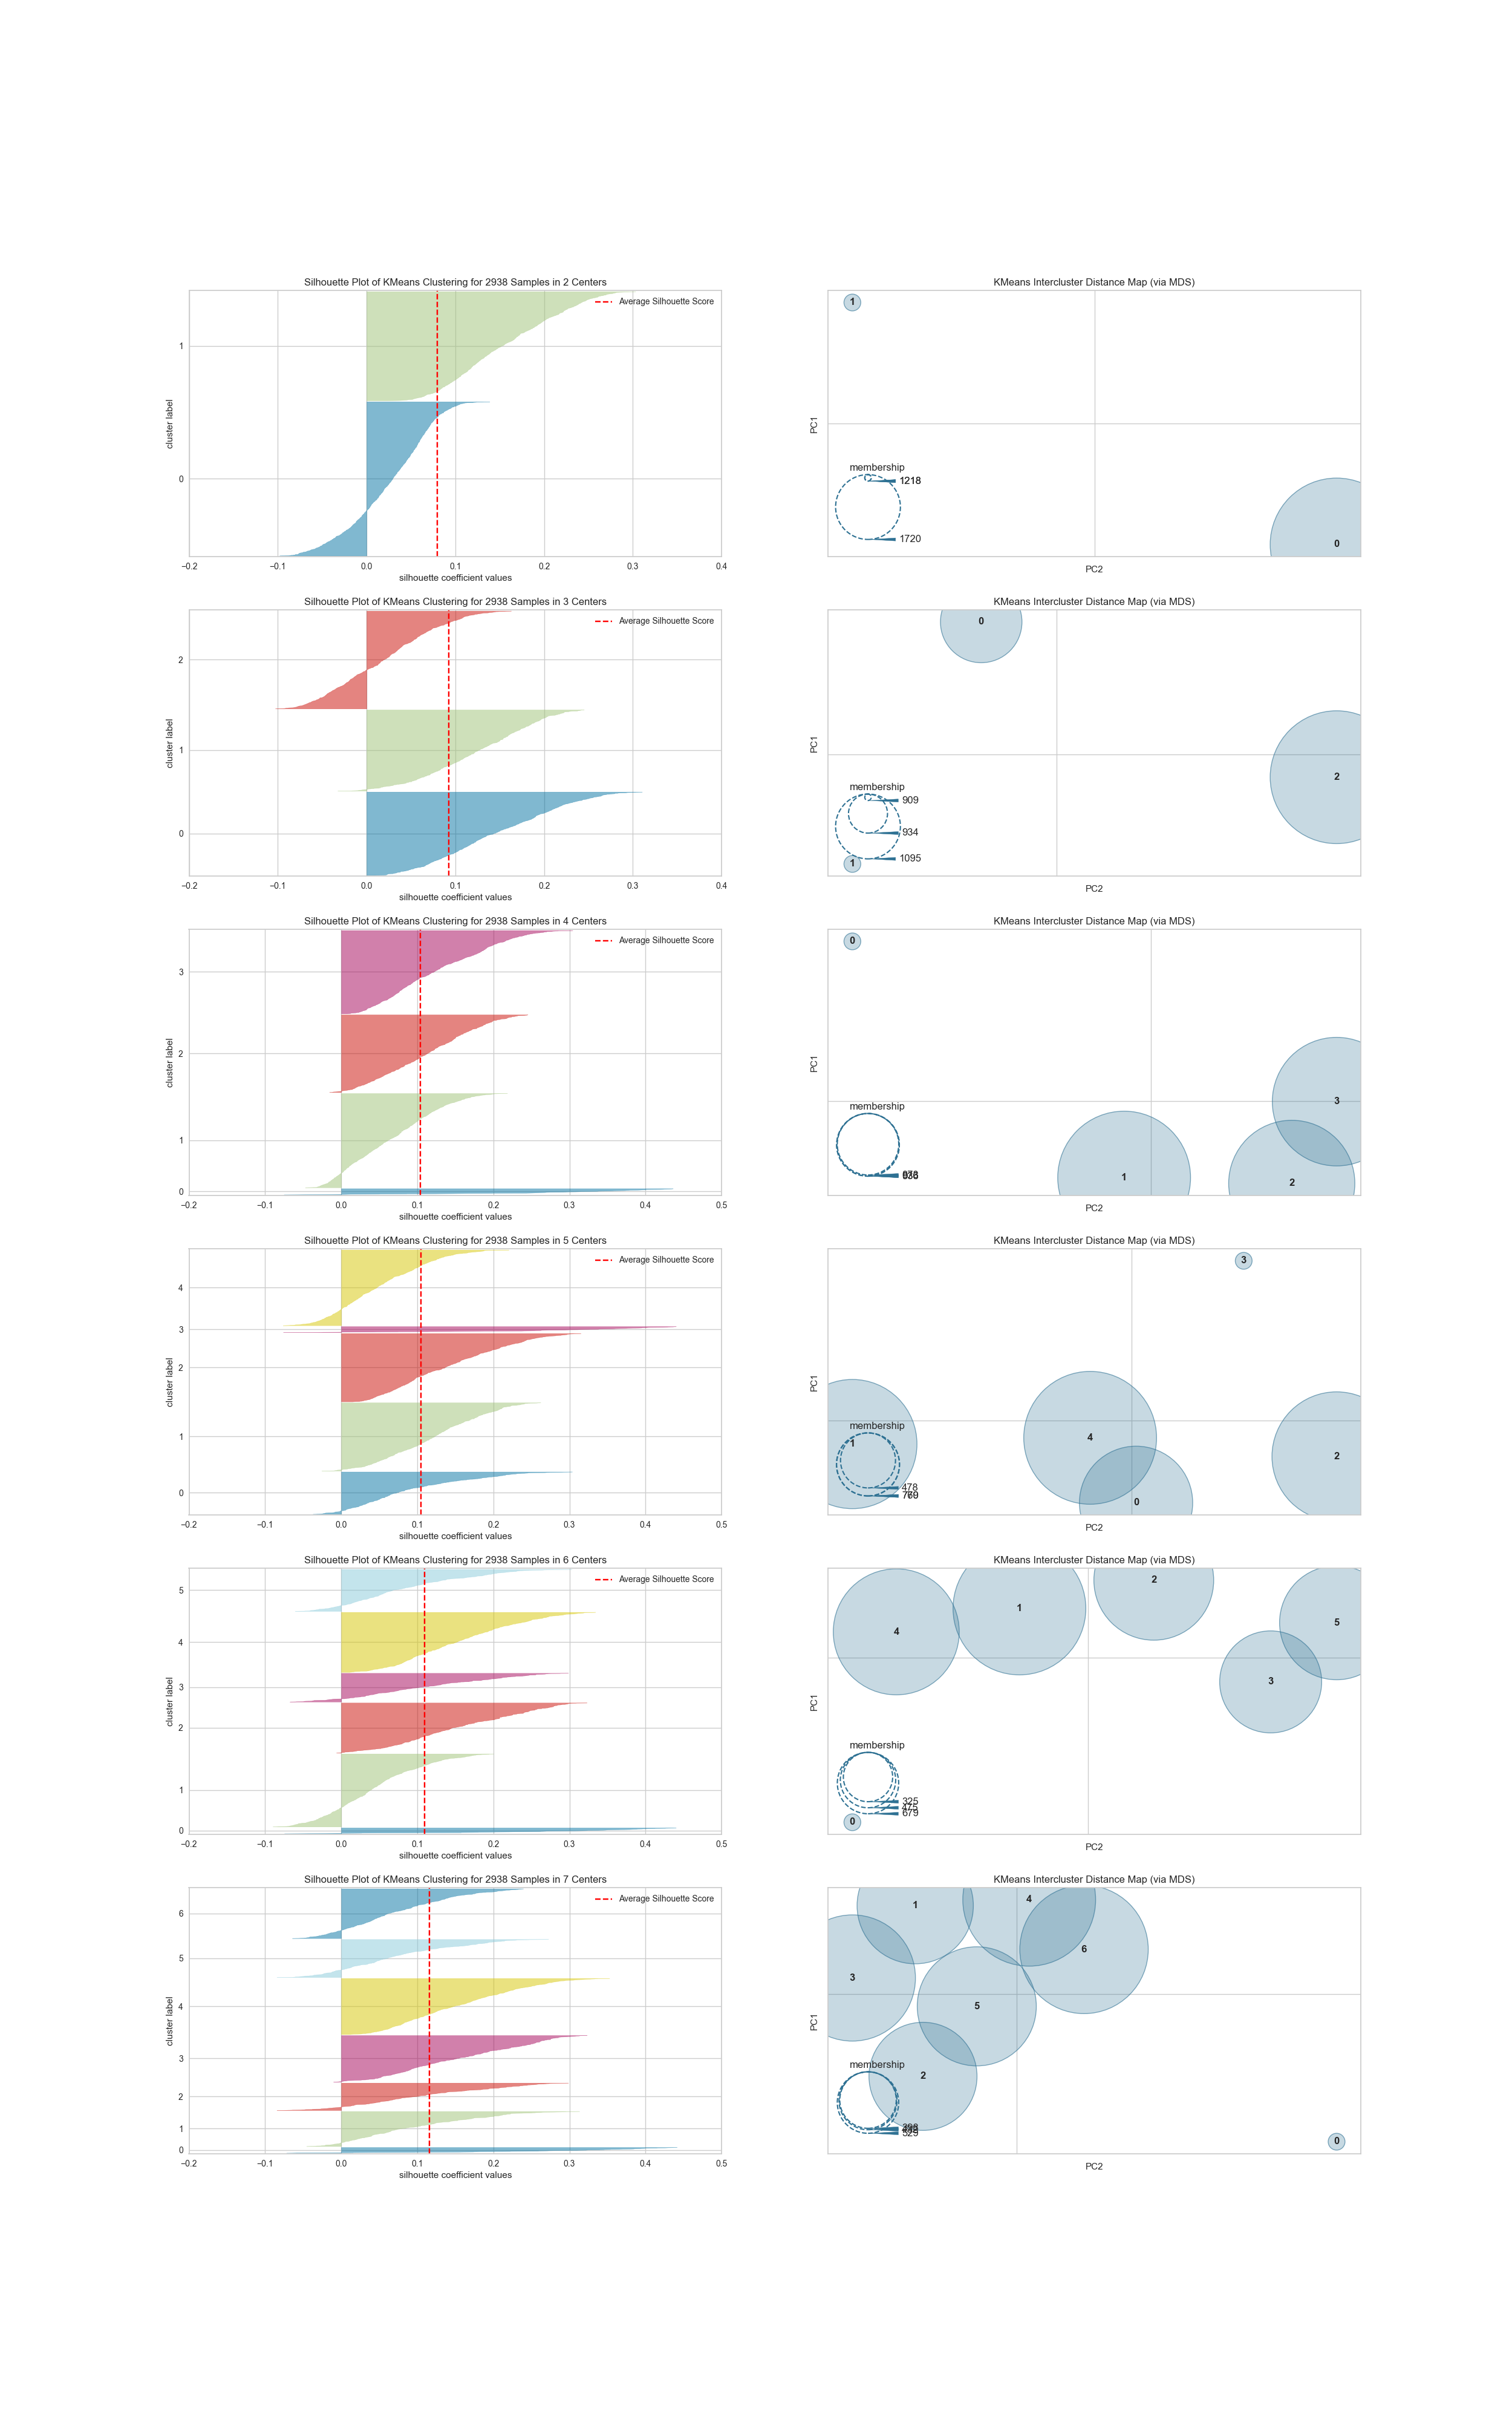 Silhouette Plot of KMeans Clustering for 2938 Samples in 2 Centers
Average Silhouette Score
cluster label
1
0
−0.2 −0.1 0.0 0.1 0.2 0.3 0.4
silhouette coefficient values
KMeans Intercluster Distance Map (via MDS)
1
PC1
membership
1218
1720
0
PC2
Silhouette Plot of KMeans Clustering for 2938 Samples in 3 Centers
Average Silhouette Score
cluster label
2
1
0
−0.2 −0.1 0.0 0.1 0.2 0.3 0.4
silhouette coefficient values
KMeans Intercluster Distance Map (via MDS)
0
PC1
2
membership
909
934
1095
1
PC2
Silhouette Plot of KMeans Clustering for 2938 Samples in 4 Centers
Average Silhouette Score
cluster label
3
2
1
0
−0.2 −0.1 0.0 0.1 0.2 0.3 0.4 0.5
silhouette coefficient values
KMeans Intercluster Distance Map (via MDS)
0
PC1
3
membership
1
2
PC2
Silhouette Plot of KMeans Clustering for 2938 Samples in 5 Centers
Average Silhouette Score
cluster label
4
3
2
1
0
−0.2 −0.1 0.0 0.1 0.2 0.3 0.4 0.5
silhouette coefficient values
KMeans Intercluster Distance Map (via MDS)
3
PC1
membership
4
1
2
478
0
PC2
Silhouette Plot of KMeans Clustering for 2938 Samples in 6 Centers
Average Silhouette Score
cluster label
5
4
3
2
1
0
−0.2 −0.1 0.0 0.1 0.2 0.3 0.4 0.5
silhouette coefficient values
KMeans Intercluster Distance Map (via MDS)
2
1
5
4
3
PC1
membership
325
475
679
0
PC2
Silhouette Plot of KMeans Clustering for 2938 Samples in 7 Centers
Average Silhouette Score
cluster label
6
5
4
3
2
1
0
−0.2 −0.1 0.0 0.1 0.2 0.3 0.4 0.5
silhouette coefficient values
KMeans Intercluster Distance Map (via MDS)
4
1
6
3
5
PC1
membership
2
529
0
PC2